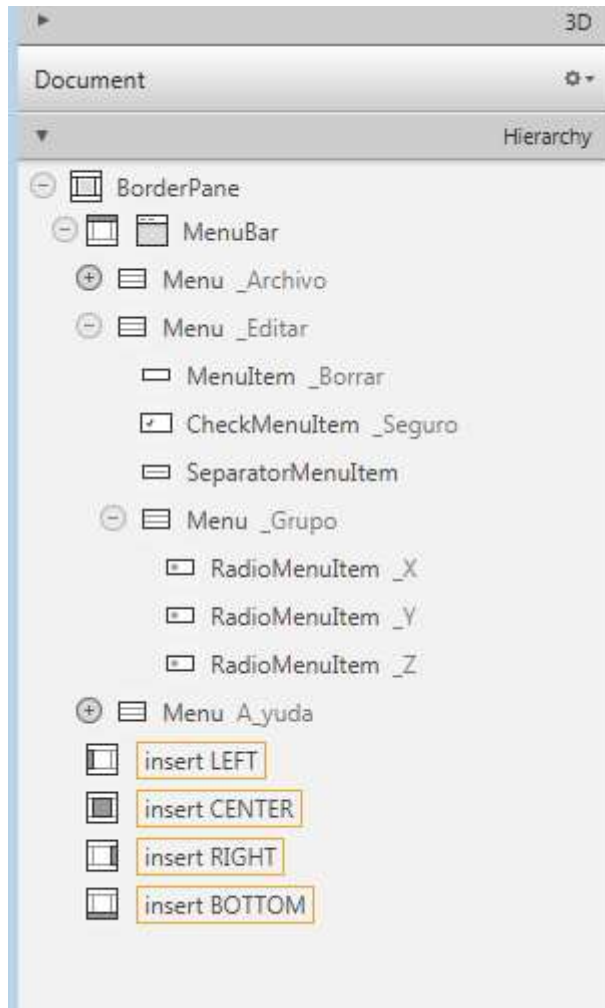 3D
Document
Hierarchy
BorderPane
MenuBar
Menu _Archivo
Menu _Editar
MenuItem _Borrar
CheckMenuItem _Seguro
SeparatorMenuItem
Menu _Grupo
RadioMenuItem _X
RadioMenuItem _Y
RadioMenuItem _Z
Menu A_yuda
insert LEFT
insert CENTER
insert RIGHT
insert BOTTOM